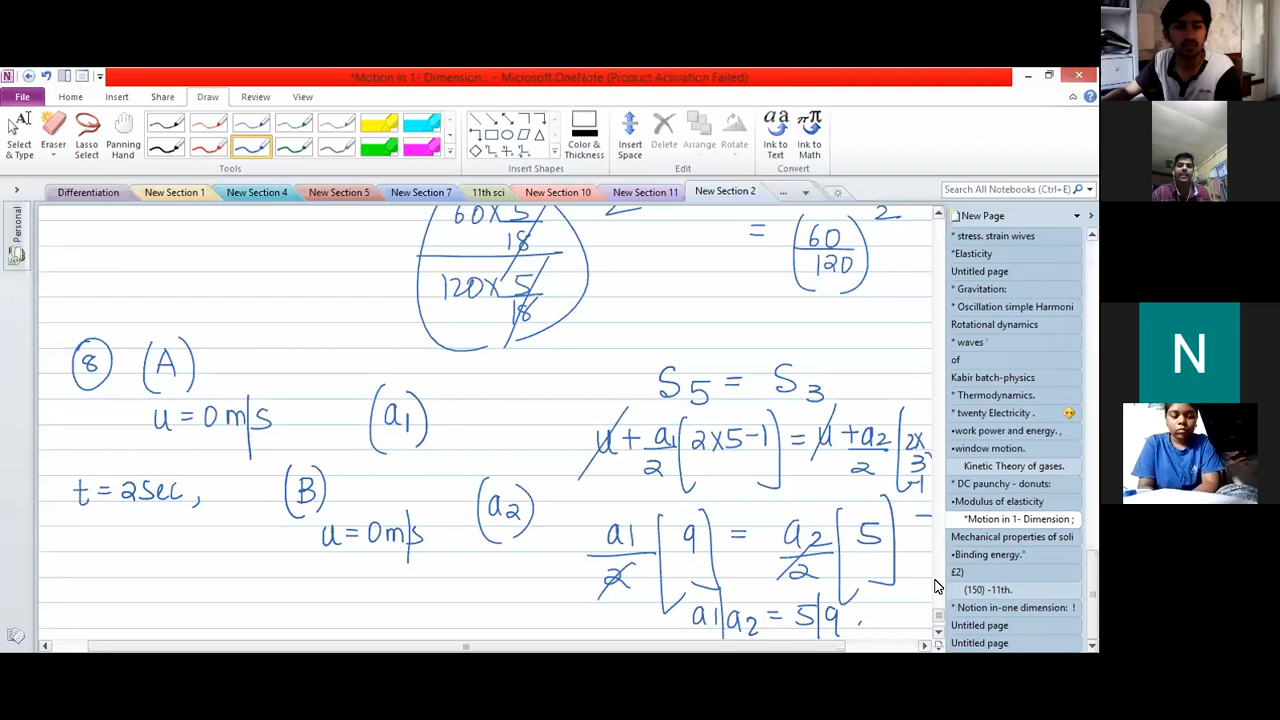 *Motion in 1- Dimension ; - Microsoft OneNote (Product Activation Failed)
File Home Insert Share Draw Review View
Select & Type
Eraser
Lasso Select
Panning Hand
Color & Thickness
Insert Space
Delete
Arrange
Rotate
Ink to Text
Ink to Math
Tools
Insert Shapes
Edit
Convert
Differentiation New Section 1 New Section 4 New Section 5 New Section 7 11th sci New Section 10 New Section 11 New Section 2 ...
Search All Notebooks (Ctrl+E)
Personal
New Page
* stress. strain wives
*Elasticity
Untitled page
* Gravitation:
* Oscillation simple Harmoni
Rotational dynamics
* waves '
of
Kabir batch-physics
* Thermodynamics.
* twenty Electricity .
•work power and energy. ,
•window motion.
Kinetic Theory of gases.
* DC paunchy - donuts:
•Modulus of elasticity
*Motion in 1- Dimension ;
Mechanical properties of soli
•Binding energy.*
£2)
(150) -11th.
* Notion in-one dimension: !
Untitled page
Untitled page
60 × 5/18 2
120 × 5/18
= (60/120) 2
8 (A)
u = 0 m/s (a1)
t = 2 Sec, (B) (a2)
u = 0 m/s
S5 = S3
u + a1/2 [2×5-1] = u + a2/2 [2×3-1
a1/2 [9] = a2/2 [5]
a1/a2 = 5/9 .
N